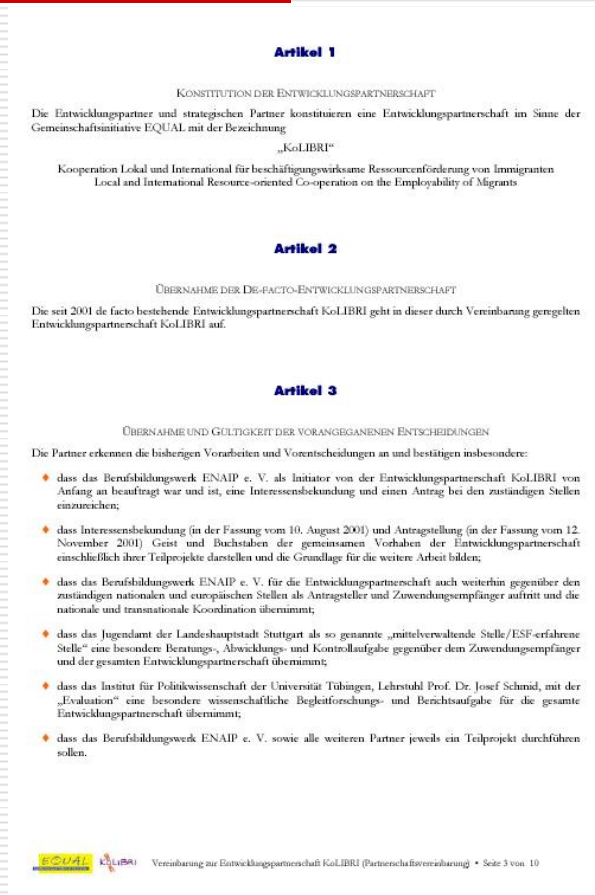 Artikel 1
KONSTITUTION DER ENTWICKLUNGSPARTNERSCHAFT
Die Entwicklungspartner und strategischen Partner konstituieren eine Entwicklungspartnerschaft im Sinne der
Gemeinschaftsinitiative EQUAL mit der Bezeichnung
„KoLIBRI“
Kooperation Lokal und International für beschäftigungswirksame Ressourcenförderung von Immigranten
Local and International Resource-oriented Co-operation on the Employability of Migrants
Artikel 2
ÜBERNAHME DER DE-FACTO-ENTWICKLUNGSPARTNERSCHAFT
Die seit 2001 de facto bestehende Entwicklungspartnerschaft KoLIBRI geht in dieser durch Vereinbarung geregelten
Entwicklungspartnerschaft KoLIBRI auf.
Artikel 3
ÜBERNAHME UND GÜLTIGKEIT DER VORANGEGANENEN ENTSCHEIDUNGEN
Die Partner erkennen die bisherigen Vorarbeiten und Vorentscheidungen an und bestätigen insbesondere:
♦ dass das Berufsbildungswerk ENAIP e. V. als Initiator von der Entwicklungspartnerschaft KoLIBRI von
Anfang an beauftragt war und ist, eine Interessensbekundung und einen Antrag bei den zuständigen Stellen
einzureichen;
♦ dass Interessensbekundung (in der Fassung vom 10. August 2001) und Antragstellung (in der Fassung vom 12.
November 2001) Geist und Buchstaben der gemeinsamen Vorhaben der Entwicklungspartnerschaft
einschließlich ihrer Teilprojekte darstellen und die Grundlage für die weitere Arbeit bilden;
♦ dass das Berufsbildungswerk ENAIP e. V. für die Entwicklungspartnerschaft auch weiterhin gegenüber den
zuständigen nationalen und europäischen Stellen als Antragsteller und Zuwendungsempfänger auftritt und die
nationale und transnationale Koordination übernimmt;
♦ dass das Jugendamt der Landeshauptstadt Stuttgart als so genannte „mittelverwaltende Stelle/ESF-erfahrene
Stelle“ eine besondere Beratungs-, Abwicklungs- und Kontrollaufgabe gegenüber dem Zuwendungsempfänger
und der gesamten Entwicklungspartnerschaft übernimmt;
♦ dass das Institut für Politikwissenschaft der Universität Tübingen, Lehrstuhl Prof. Dr. Josef Schmid, mit der
„Evaluation“ eine besondere wissenschaftliche Begleitforschungs- und Berichtsaufgabe für die gesamte
Entwicklungspartnerschaft übernimmt;
♦ dass das Berufsbildungswerk ENAIP e. V. sowie alle weiteren Partner jeweils ein Teilprojekt durchführen
sollen.
EQUAL KOLIBRI Vereinbarung zur Entwicklungspartnerschaft KoLIBRI (Partnerschaftsvereinbarung) • Seite 3 von 10